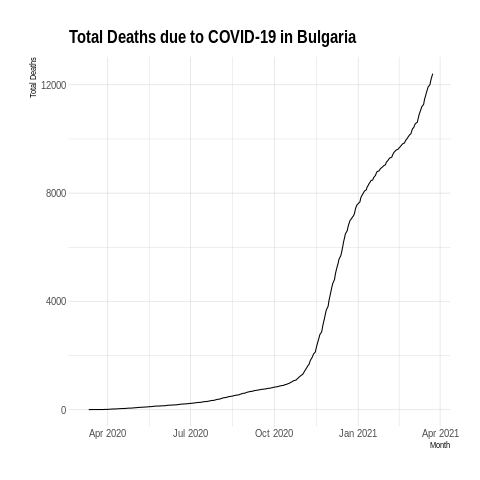 Total Deaths due to COVID-19 in Bulgaria
Total Deaths
12000
8000
4000
0
Apr 2020 Jul 2020 Oct 2020 Jan 2021 Apr 2021
Month